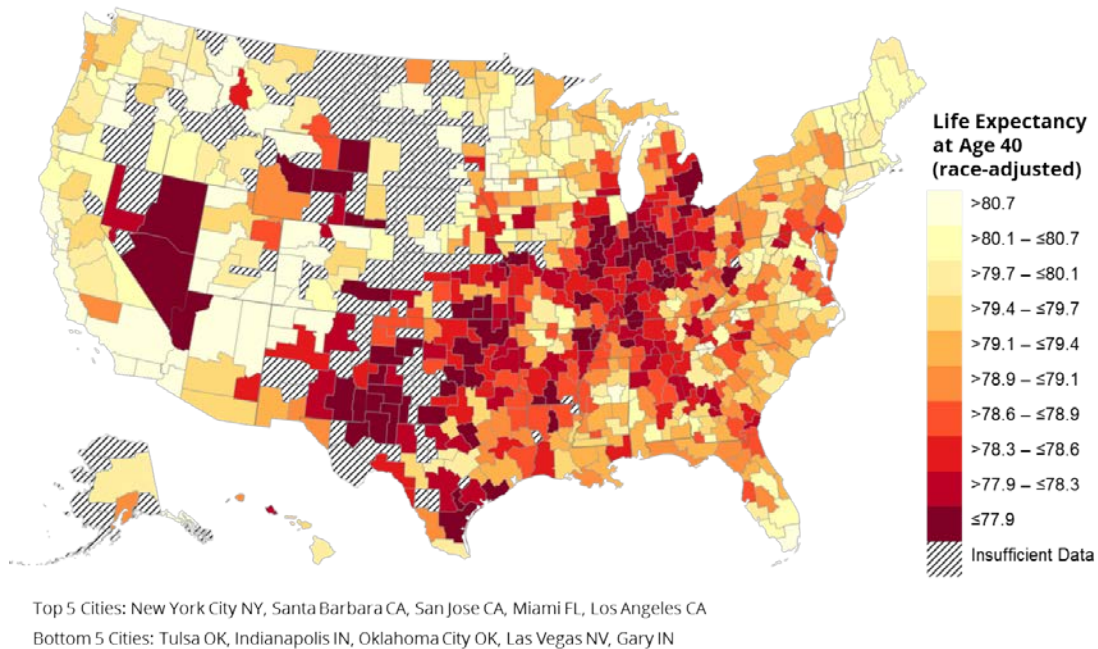 Life Expectancy
at Age 40
(race-adjusted)
>80.7
>80.1 – ≤80.7
>79.7 – ≤80.1
>79.4 – ≤79.7
>79.1 – ≤79.4
>78.9 – ≤79.1
>78.6 – ≤78.9
>78.3 – ≤78.6
>77.9 – ≤78.3
≤77.9
Insufficient Data
Top 5 Cities: New York City NY, Santa Barbara CA, San Jose CA, Miami FL, Los Angeles CA
Bottom 5 Cities: Tulsa OK, Indianapolis IN, Oklahoma City OK, Las Vegas NV, Gary IN